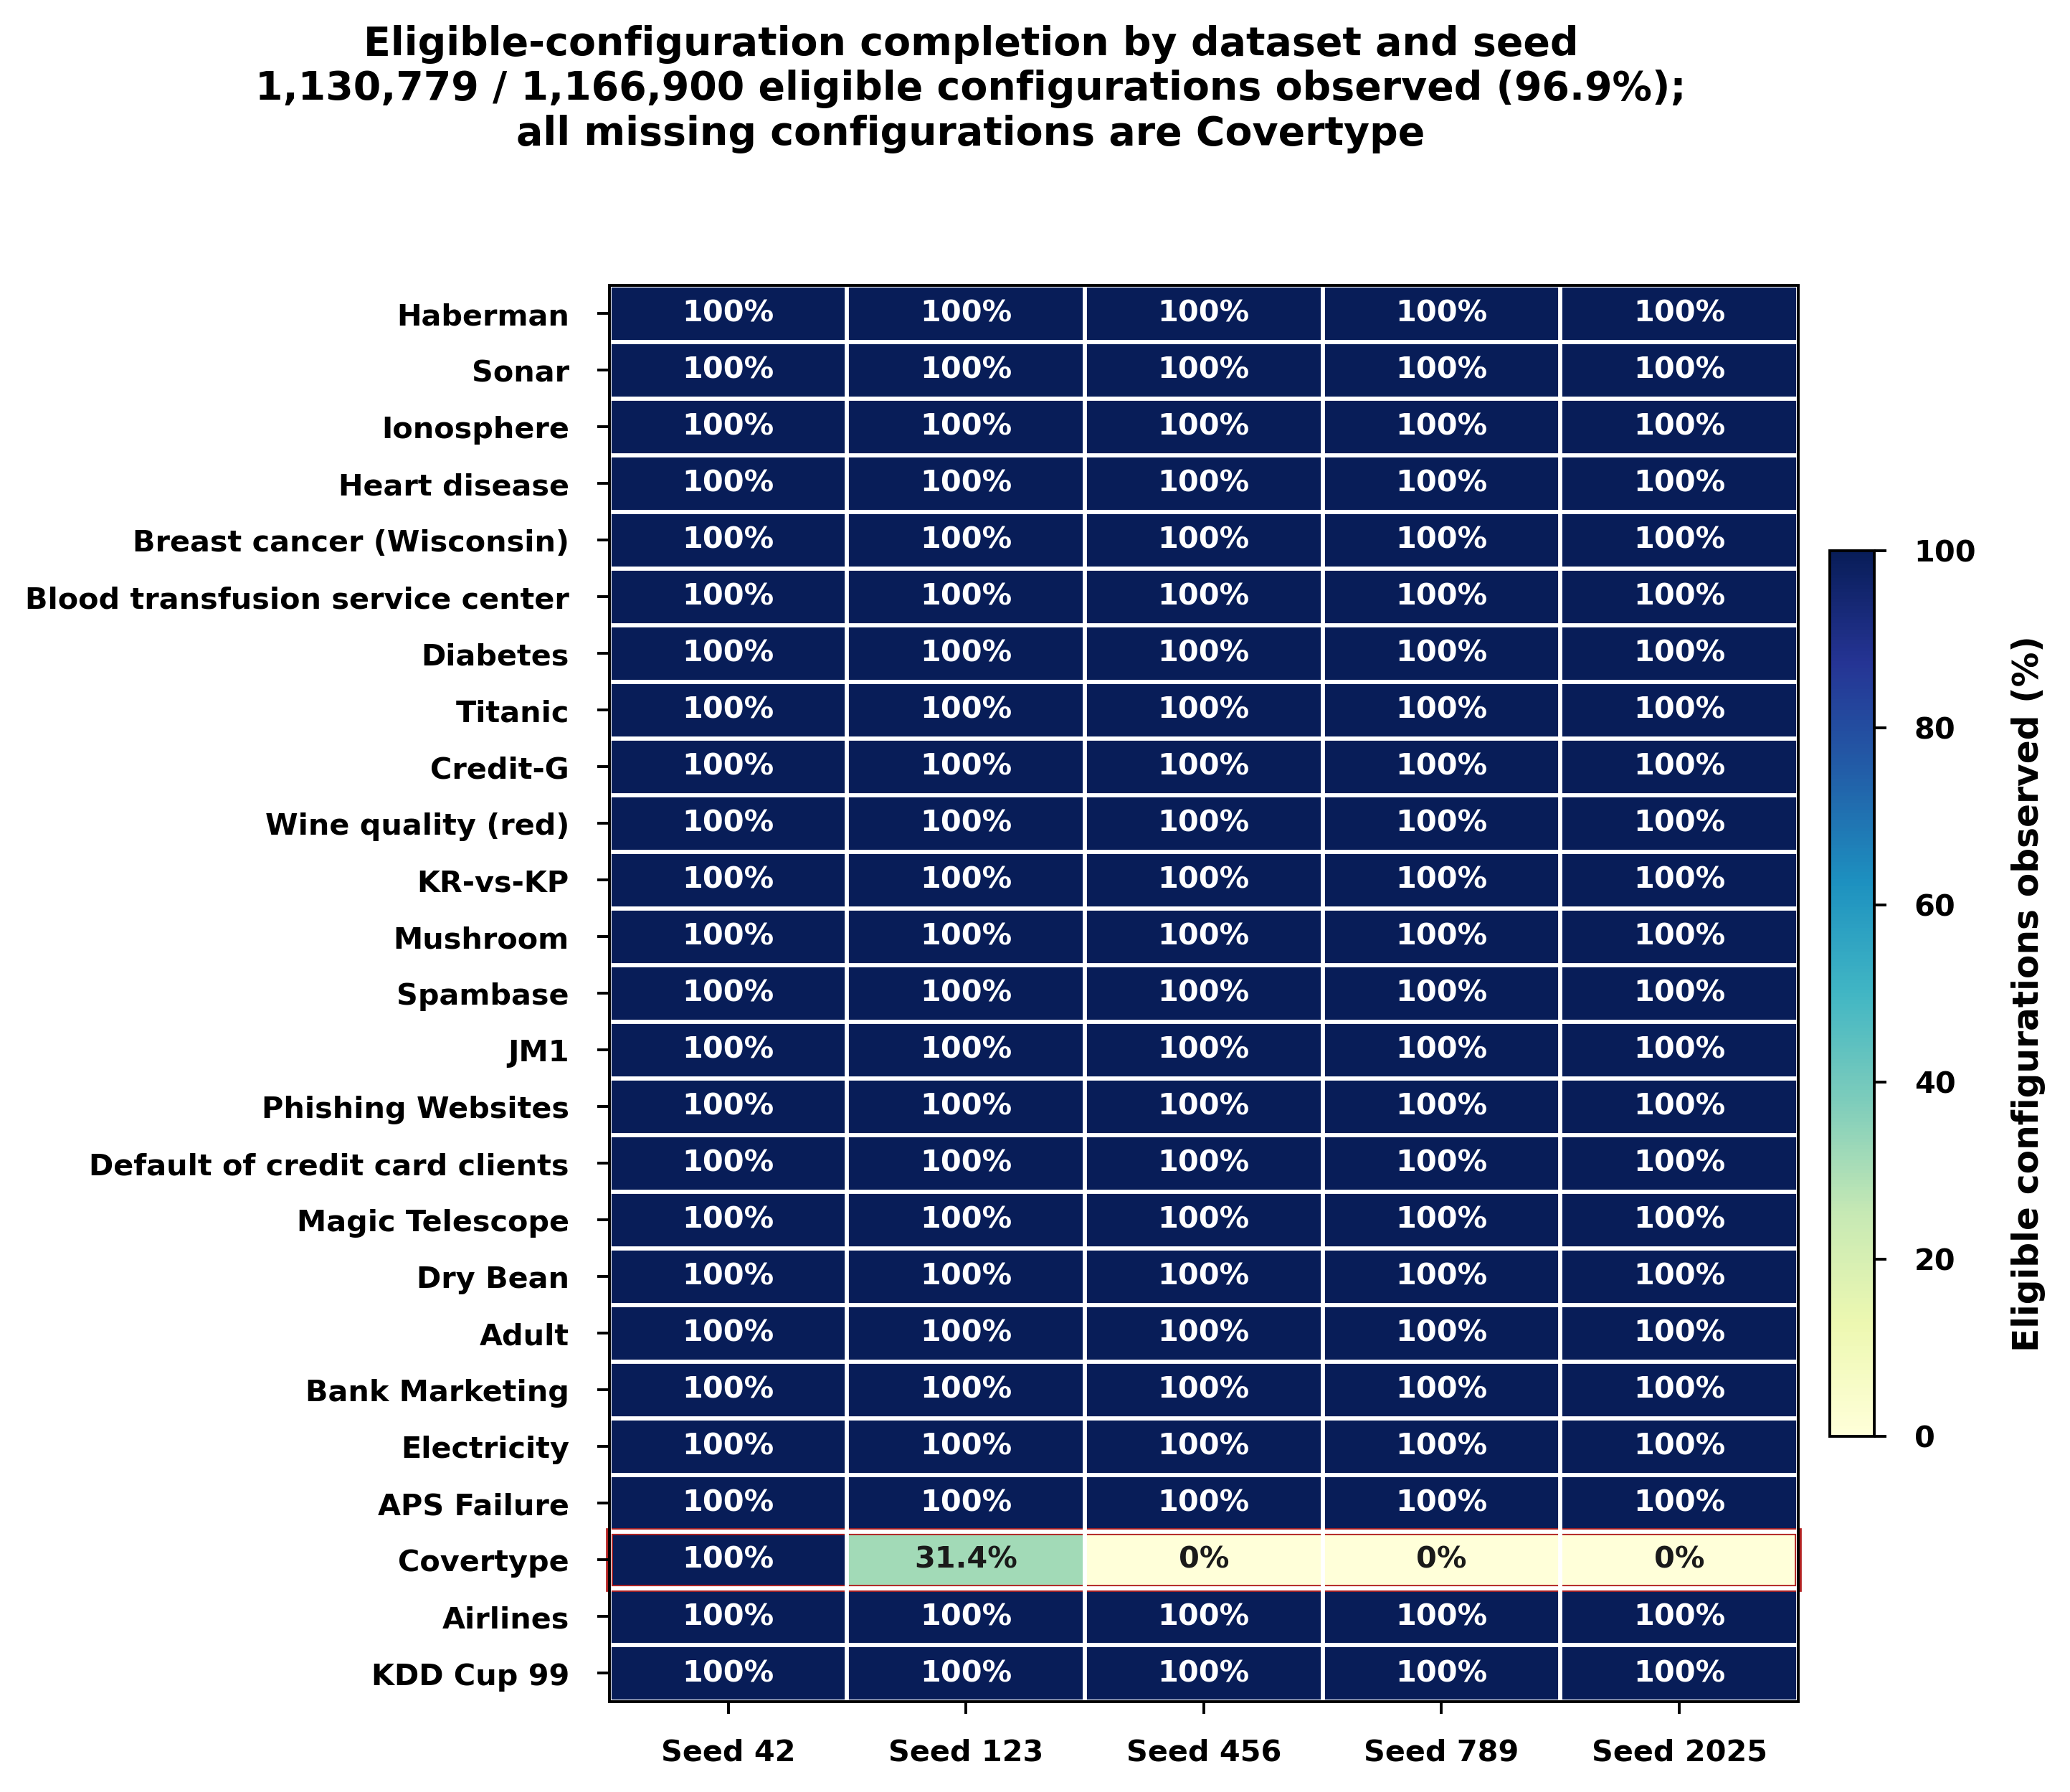 Eligible-configuration completion by dataset and seed
1,130,779 / 1,166,900 eligible configurations observed (96.9%);
all missing configurations are Covertype
Haberman 100% 100% 100% 100% 100%
Sonar 100% 100% 100% 100% 100%
Ionosphere 100% 100% 100% 100% 100%
Heart disease 100% 100% 100% 100% 100%
Breast cancer (Wisconsin) 100% 100% 100% 100% 100%
Blood transfusion service center 100% 100% 100% 100% 100%
Diabetes 100% 100% 100% 100% 100%
Titanic 100% 100% 100% 100% 100%
Credit-G 100% 100% 100% 100% 100%
Wine quality (red) 100% 100% 100% 100% 100%
KR-vs-KP 100% 100% 100% 100% 100%
Mushroom 100% 100% 100% 100% 100%
Spambase 100% 100% 100% 100% 100%
JM1 100% 100% 100% 100% 100%
Phishing Websites 100% 100% 100% 100% 100%
Default of credit card clients 100% 100% 100% 100% 100%
Magic Telescope 100% 100% 100% 100% 100%
Dry Bean 100% 100% 100% 100% 100%
Adult 100% 100% 100% 100% 100%
Bank Marketing 100% 100% 100% 100% 100%
Electricity 100% 100% 100% 100% 100%
APS Failure 100% 100% 100% 100% 100%
Covertype 100% 31.4% 0% 0% 0%
Airlines 100% 100% 100% 100% 100%
KDD Cup 99 100% 100% 100% 100% 100%
Seed 42 Seed 123 Seed 456 Seed 789 Seed 2025
100
80
60
40
20
0
Eligible configurations observed (%)